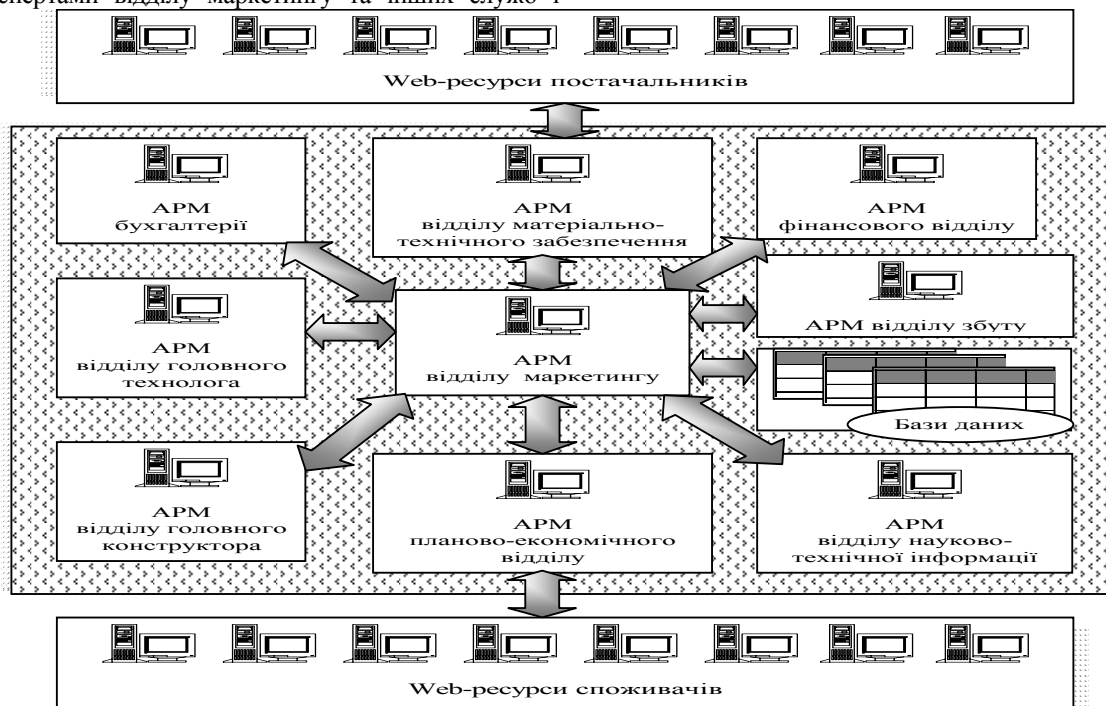 спертами відділу маркетингу та інших служб і
Web-ресурси постачальників
АРМ
бухгалтерії
АРМ
відділу матеріально-
технічного забезпечення
АРМ
фінансового відділу
АРМ
відділу головного
технолога
АРМ
відділу маркетингу
АРМ відділу збуту
Бази даних
АРМ
відділу головного
конструктора
АРМ
планово-економічного
відділу
АРМ
відділу науково-
технічної інформації
Web-ресурси споживачів